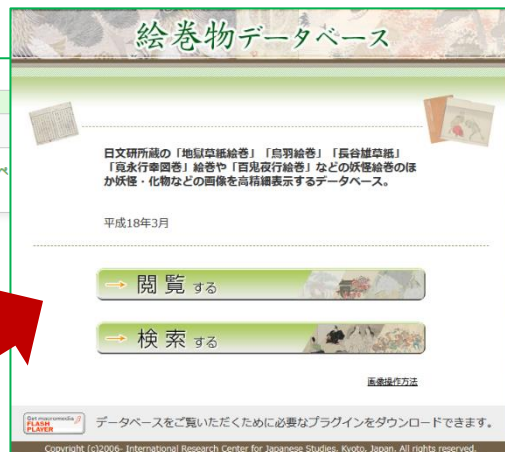 絵巻物データベース
日文研所蔵の「地獄草紙絵巻」「鳥羽絵巻」「長谷雄草紙」
「寛永行幸図巻」絵巻や「百鬼夜行絵巻」などの妖怪絵巻のほ
か妖怪・化物などの画像を高精細表示するデータベース。
ペ
平成18年3月
→ 閲覧する
→ 検索する
画像操作方法
Get macromedia
FLASH
PLAYER
データベースをご覧いただくために必要なプラグインをダウンロードできます。
Copyright (c)2006- International Research Center for Japanese Studies, Kyoto, Japan. All rights reserved.